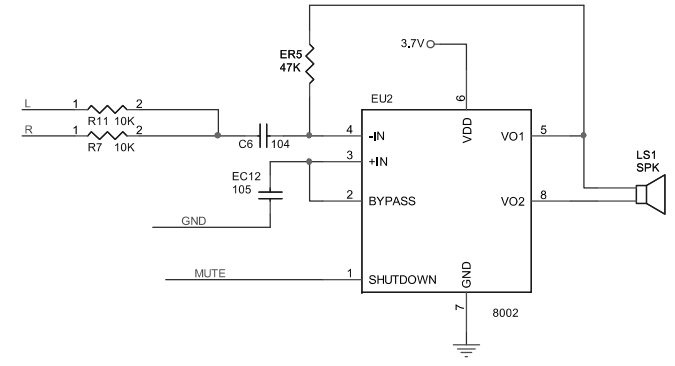 ER5
47K
3.7V
EU2
6
VDD
L 1 2
R11 10K
R 1 2
R7 10K
C6 104
4 -IN
VO1 5
3 +IN
LS1
SPK
EC12
105
2 BYPASS
VO2 8
GND
MUTE 1 SHUTDOWN
GND
7
8002